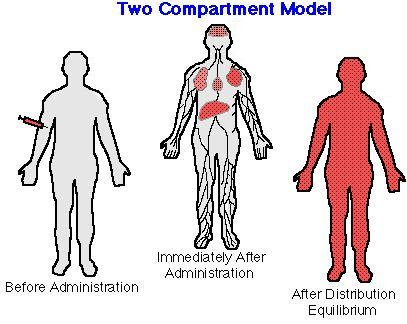 Two Compartment Model
Before Administration
Immediately After
Administration
After Distribution
Equilibrium